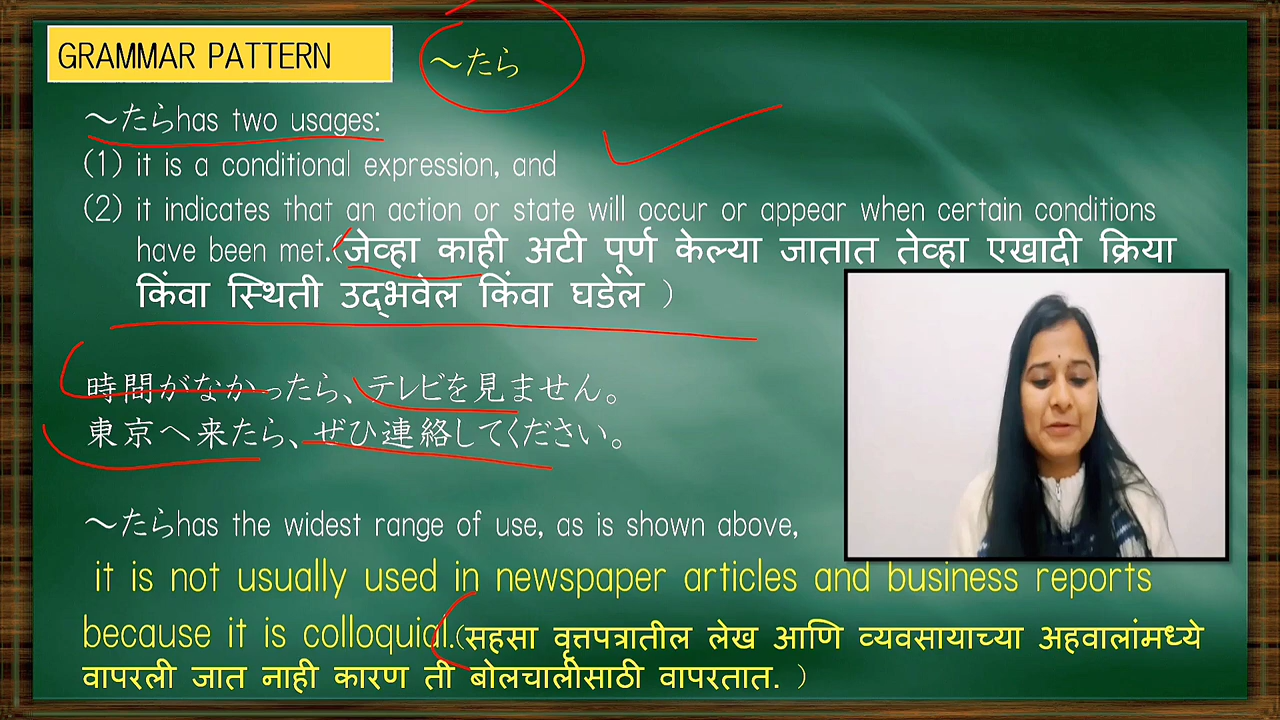 GRAMMAR PATTERN
～たら
～たらhas two usages:
(1) it is a conditional expression, and
(2) it indicates that an action or state will occur or appear when certain conditions
have been met.(जेव्हा काही अटी पूर्ण केल्या जातात तेव्हा एखादी क्रिया
किंवा स्थिती उद्भवेल किंवा घडेल )
時間がなかったら、テレビを見ません。
東京へ来たら、ぜひ連絡してください。
～たらhas the widest range of use, as is shown above,
it is not usually used in newspaper articles and business reports
because it is colloquial.(सहसा वृत्तपत्रातील लेख आणि व्यवसायाच्या अहवालांमध्ये
वापरली जात नाही कारण ती बोलचालीसाठी वापरतात. )